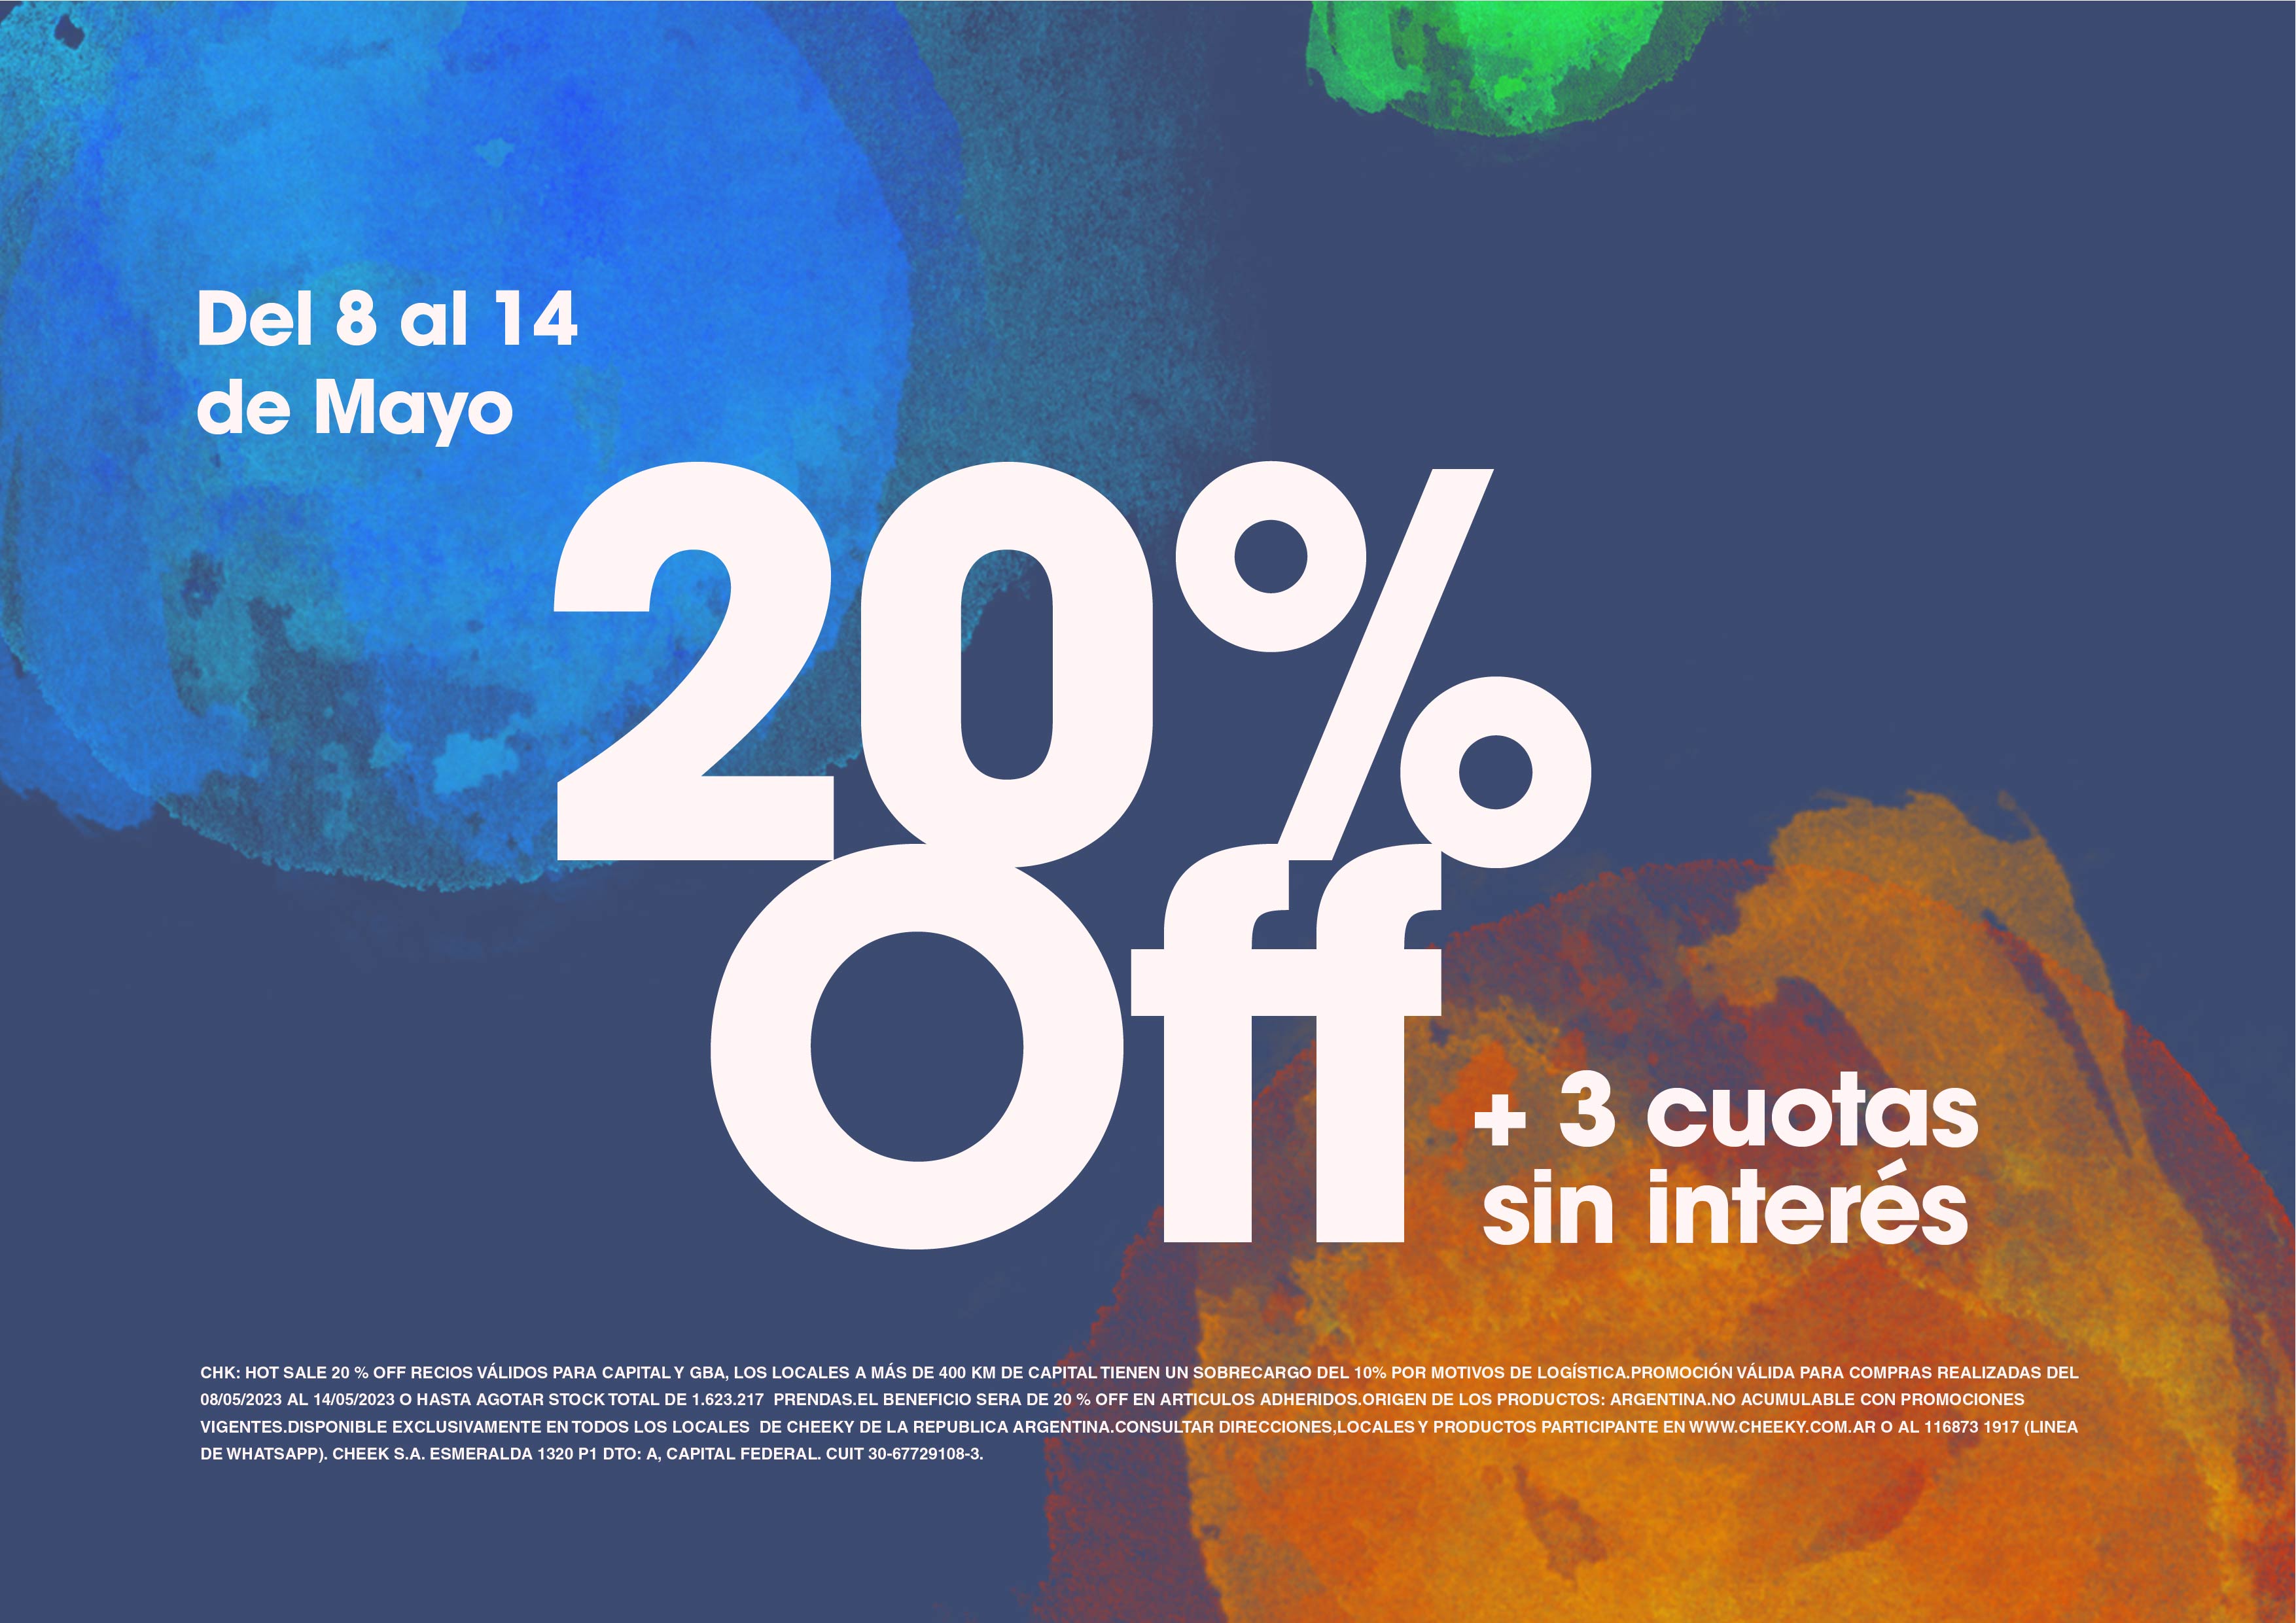 Del 8 al 14
de Mayo
20%
Off
+ 3 cuotas
sin interés
CHK: HOT SALE 20 % OFF RECIOS VÁLIDOS PARA CAPITAL Y GBA, LOS LOCALES A MÁS DE 400 KM DE CAPITAL TIENEN UN SOBRECARGO DEL 10% POR MOTIVOS DE LOGÍSTICA.PROMOCIÓN VÁLIDA PARA COMPRAS REALIZADAS DEL
08/05/2023 AL 14/05/2023 O HASTA AGOTAR STOCK TOTAL DE 1.623.217 PRENDAS.EL BENEFICIO SERA DE 20 % OFF EN ARTICULOS ADHERIDOS.ORIGEN DE LOS PRODUCTOS: ARGENTINA.NO ACUMULABLE CON PROMOCIONES
VIGENTES.DISPONIBLE EXCLUSIVAMENTE EN TODOS LOS LOCALES DE CHEEKY DE LA REPUBLICA ARGENTINA.CONSULTAR DIRECCIONES,LOCALES Y PRODUCTOS PARTICIPANTE EN WWW.CHEEKY.COM.AR O AL 116873 1917 (LINEA
DE WHATSAPP). CHEEK S.A. ESMERALDA 1320 P1 DTO: A, CAPITAL FEDERAL. CUIT 30-67729108-3.